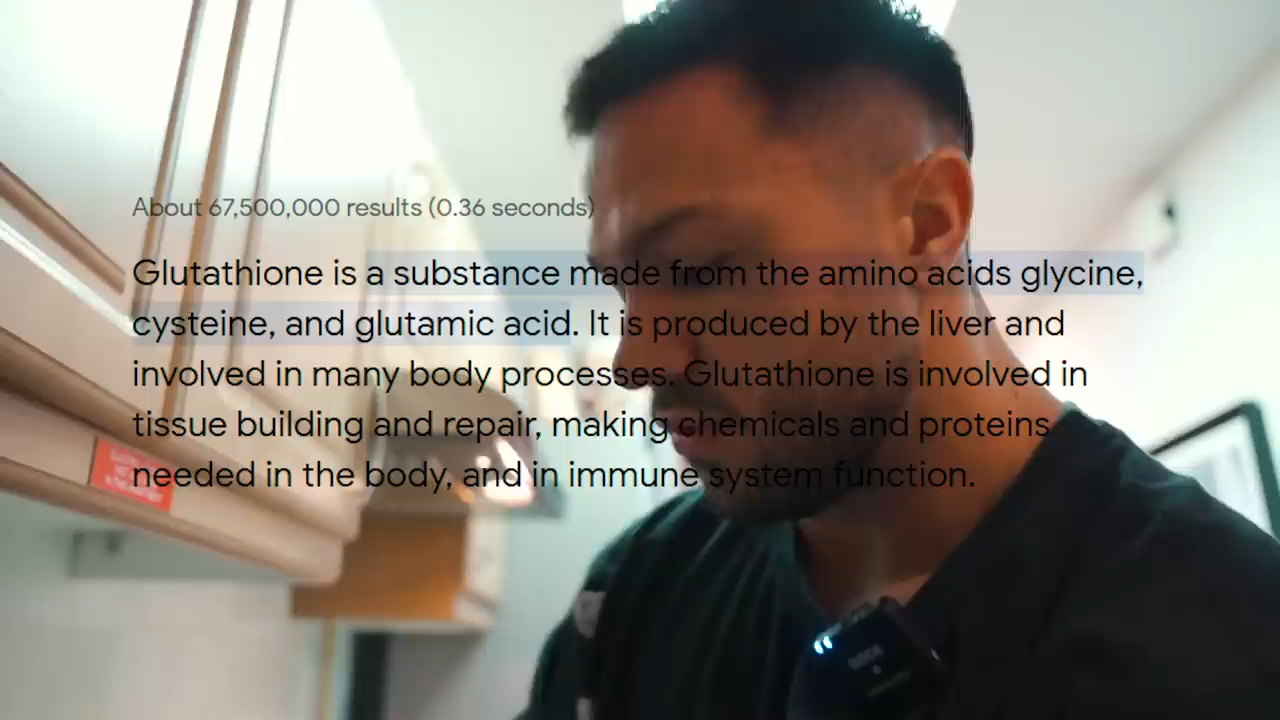 About 67,500,000 results (0.36 seconds)
Glutathione is a substance made from the amino acids glycine,
cysteine, and glutamic acid. It is produced by the liver and
involved in many body processes. Glutathione is involved in
tissue building and repair, making chemicals and proteins
needed in the body, and in immune system function.